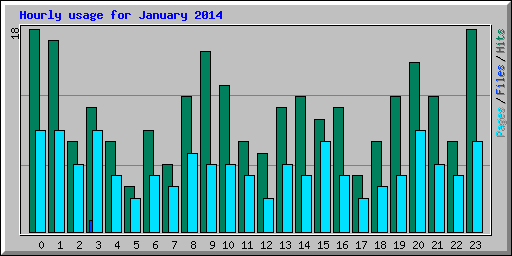 Hourly usage for January 2014
18
Pages/Files/Hits
0 1 2 3 4 5 6 7 8 9 10 11 12 13 14 15 16 17 18 19 20 21 22 23